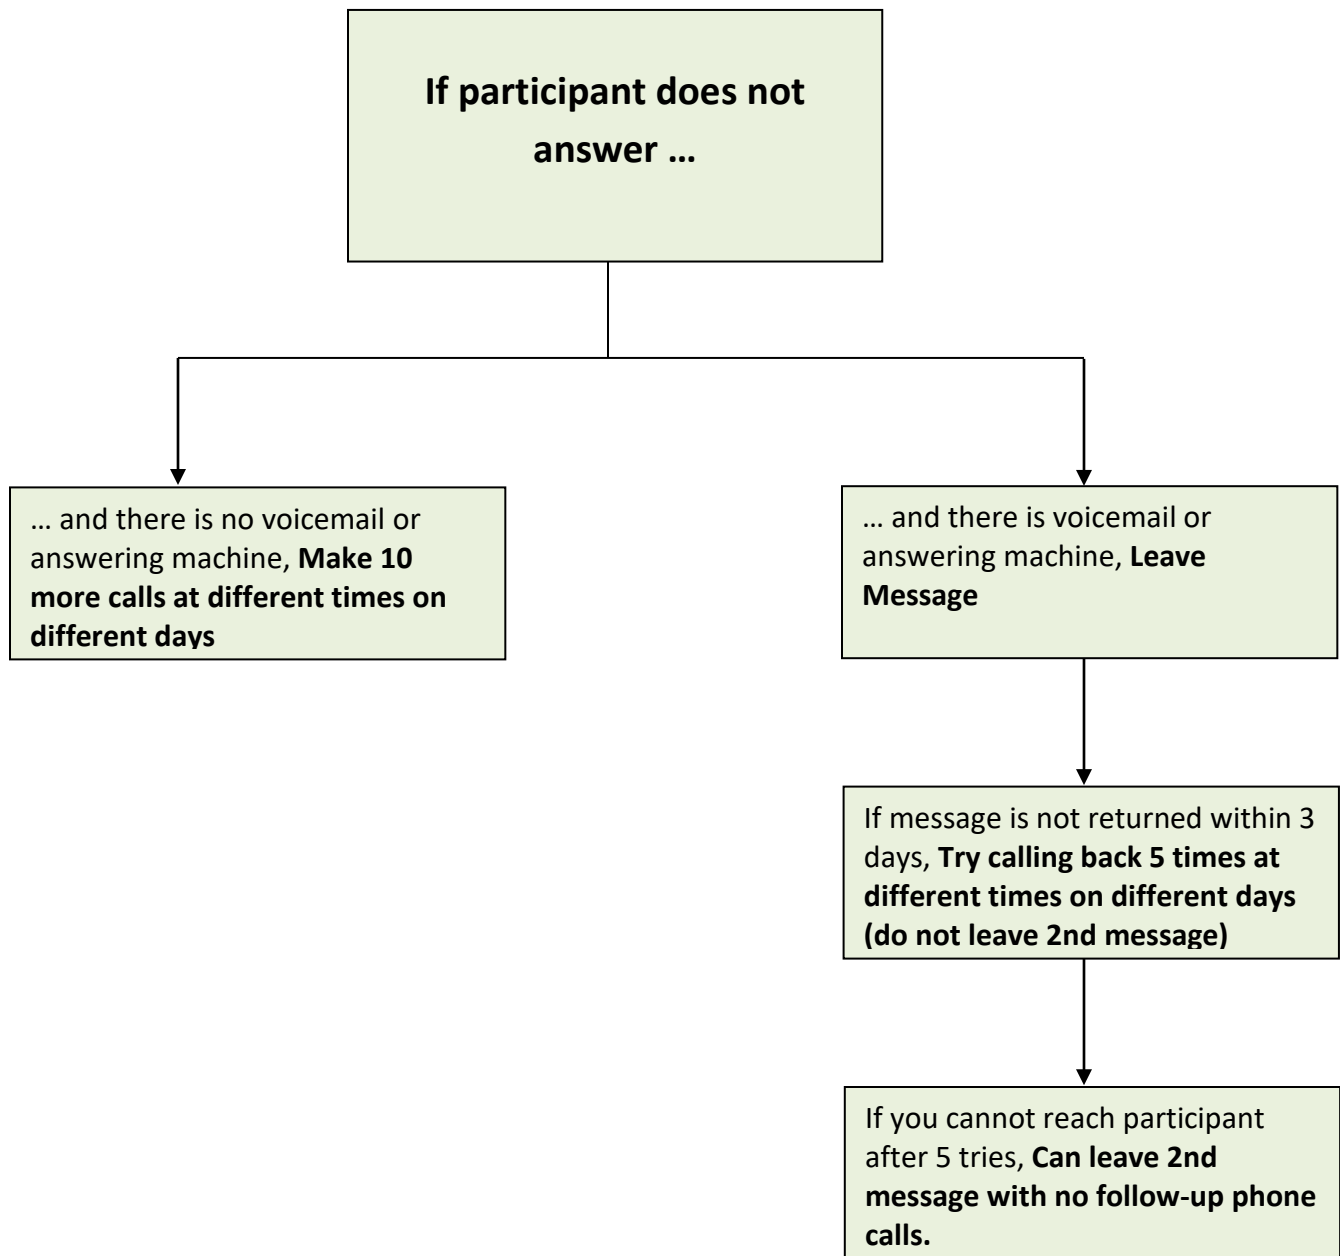 If participant does not
answer …
… and there is no voicemail or
answering machine, Make 10
more calls at different times on
different days
… and there is voicemail or
answering machine, Leave
Message
If message is not returned within 3
days, Try calling back 5 times at
different times on different days
(do not leave 2nd message)
If you cannot reach participant
after 5 tries, Can leave 2nd
message with no follow-up phone
calls.